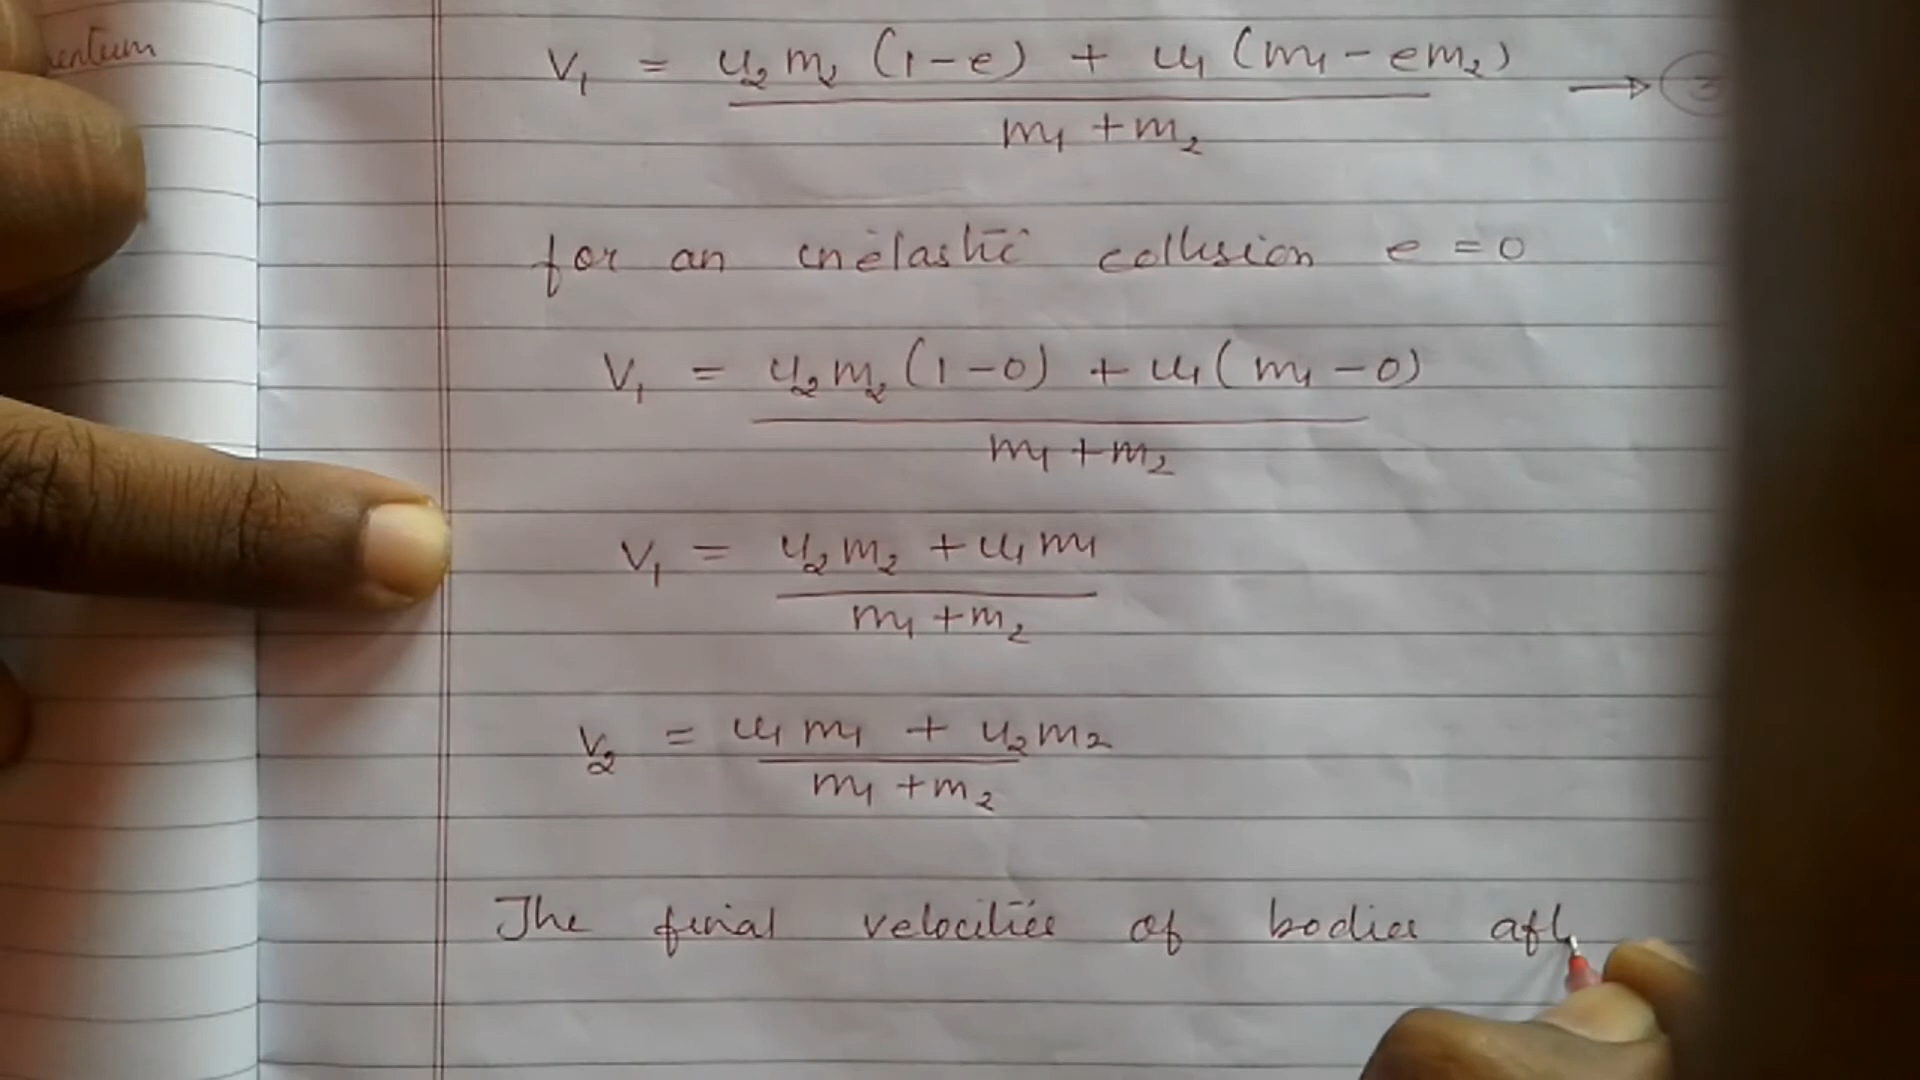 entum
V₁ = u₂m₂(1-e) + u₁(m₁-em₂) → 3
m₁+m₂
for an inelastic collision e=0
V₁ = u₂m₂(1-0) + u₁(m₁-0)
m₁+m₂
V₁ = u₂m₂ + u₁m₁
m₁+m₂
V₂ = u₁m₁ + u₂m₂
m₁+m₂
The final velocities of bodies aft